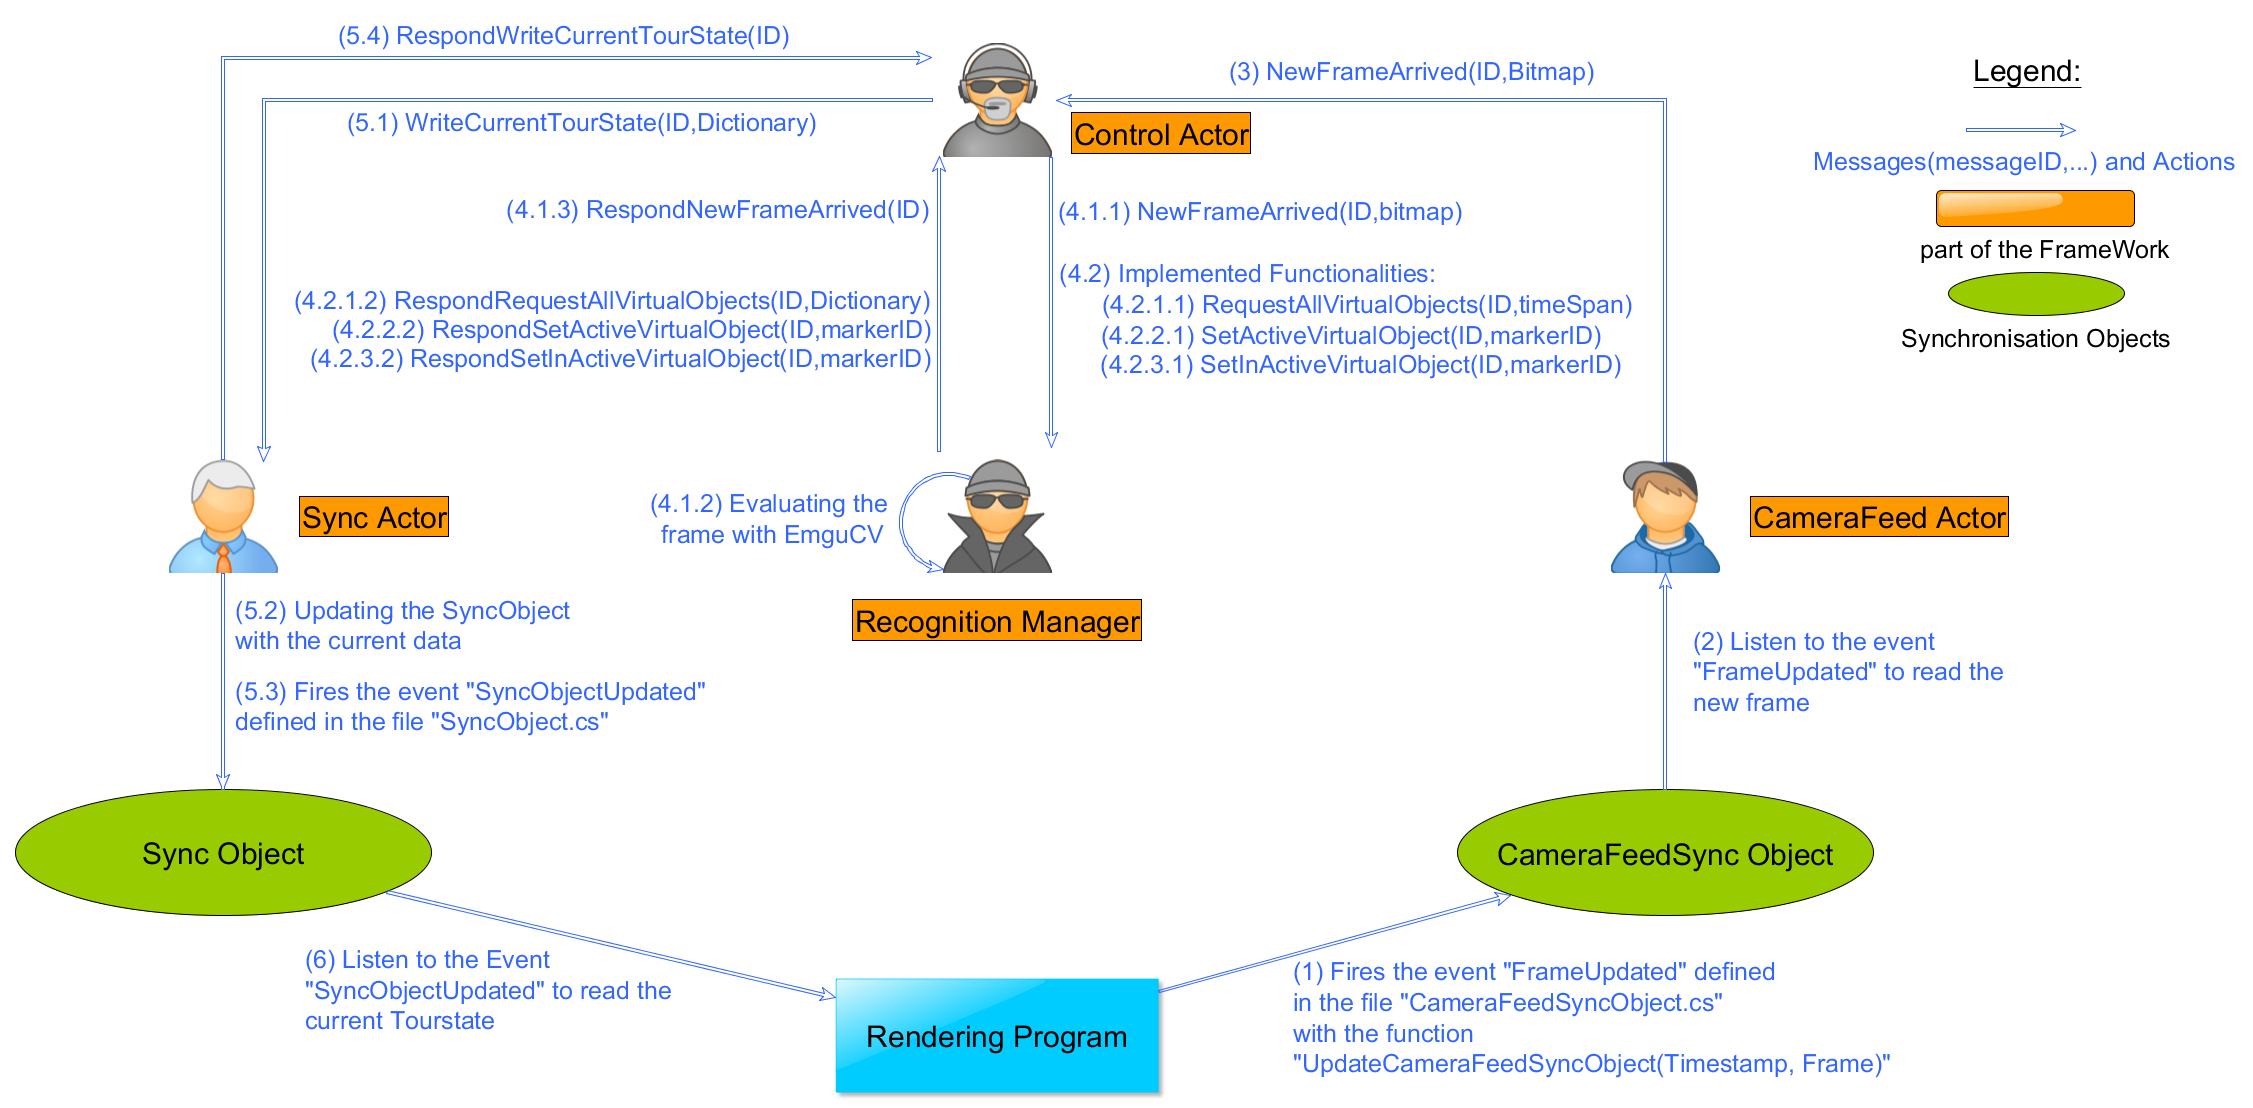 (5.4) RespondWriteCurrentTourState(ID)
(3) NewFrameArrived(ID,Bitmap)
Legend:
(5.1) WriteCurrentTourState(ID,Dictionary)
Control Actor
Messages(messageID,...) and Actions
(4.1.3) RespondNewFrameArrived(ID)
(4.1.1) NewFrameArrived(ID,bitmap)
part of the FrameWork
(4.2) Implemented Functionalities:
(4.2.1.2) RespondRequestAllVirtualObjects(ID,Dictionary)
(4.2.1.1) RequestAllVirtualObjects(ID,timeSpan)
(4.2.2.2) RespondSetActiveVirtualObject(ID,markerID)
(4.2.2.1) SetActiveVirtualObject(ID,markerID)
Synchronisation Objects
(4.2.3.2) RespondSetInActiveVirtualObject(ID,markerID)
(4.2.3.1) SetInActiveVirtualObject(ID,markerID)
Sync Actor
(4.1.2) Evaluating the
frame with EmguCV
CameraFeed Actor
Recognition Manager
(5.2) Updating the SyncObject
with the current data
(2) Listen to the event
"FrameUpdated" to read the
new frame
(5.3) Fires the event "SyncObjectUpdated"
defined in the file "SyncObject.cs"
Sync Object
CameraFeedSync Object
(6) Listen to the Event
"SyncObjectUpdated" to read the
current Tourstate
Rendering Program
(1) Fires the event "FrameUpdated" defined
in the file "CameraFeedSyncObject.cs"
with the function
"UpdateCameraFeedSyncObject(Timestamp, Frame)"